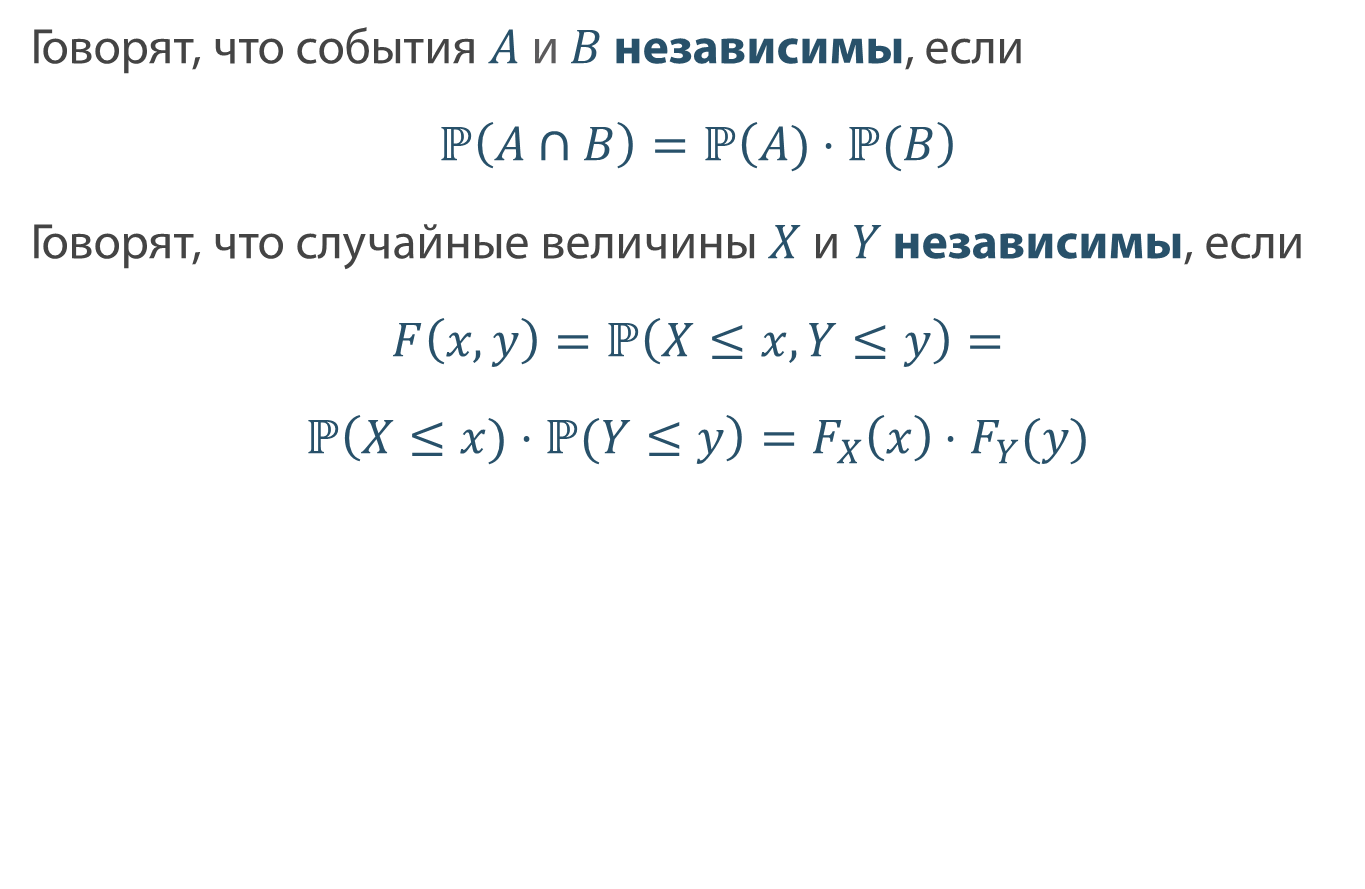 Говорят, что события A и B независимы, если
ℙ(A ∩ B) = ℙ(A) · ℙ(B)
Говорят, что случайные величины X и Y независимы, если
F(x, y) = ℙ(X ≤ x, Y ≤ y) =
ℙ(X ≤ x) · ℙ(Y ≤ y) = F_X(x) · F_Y(y)